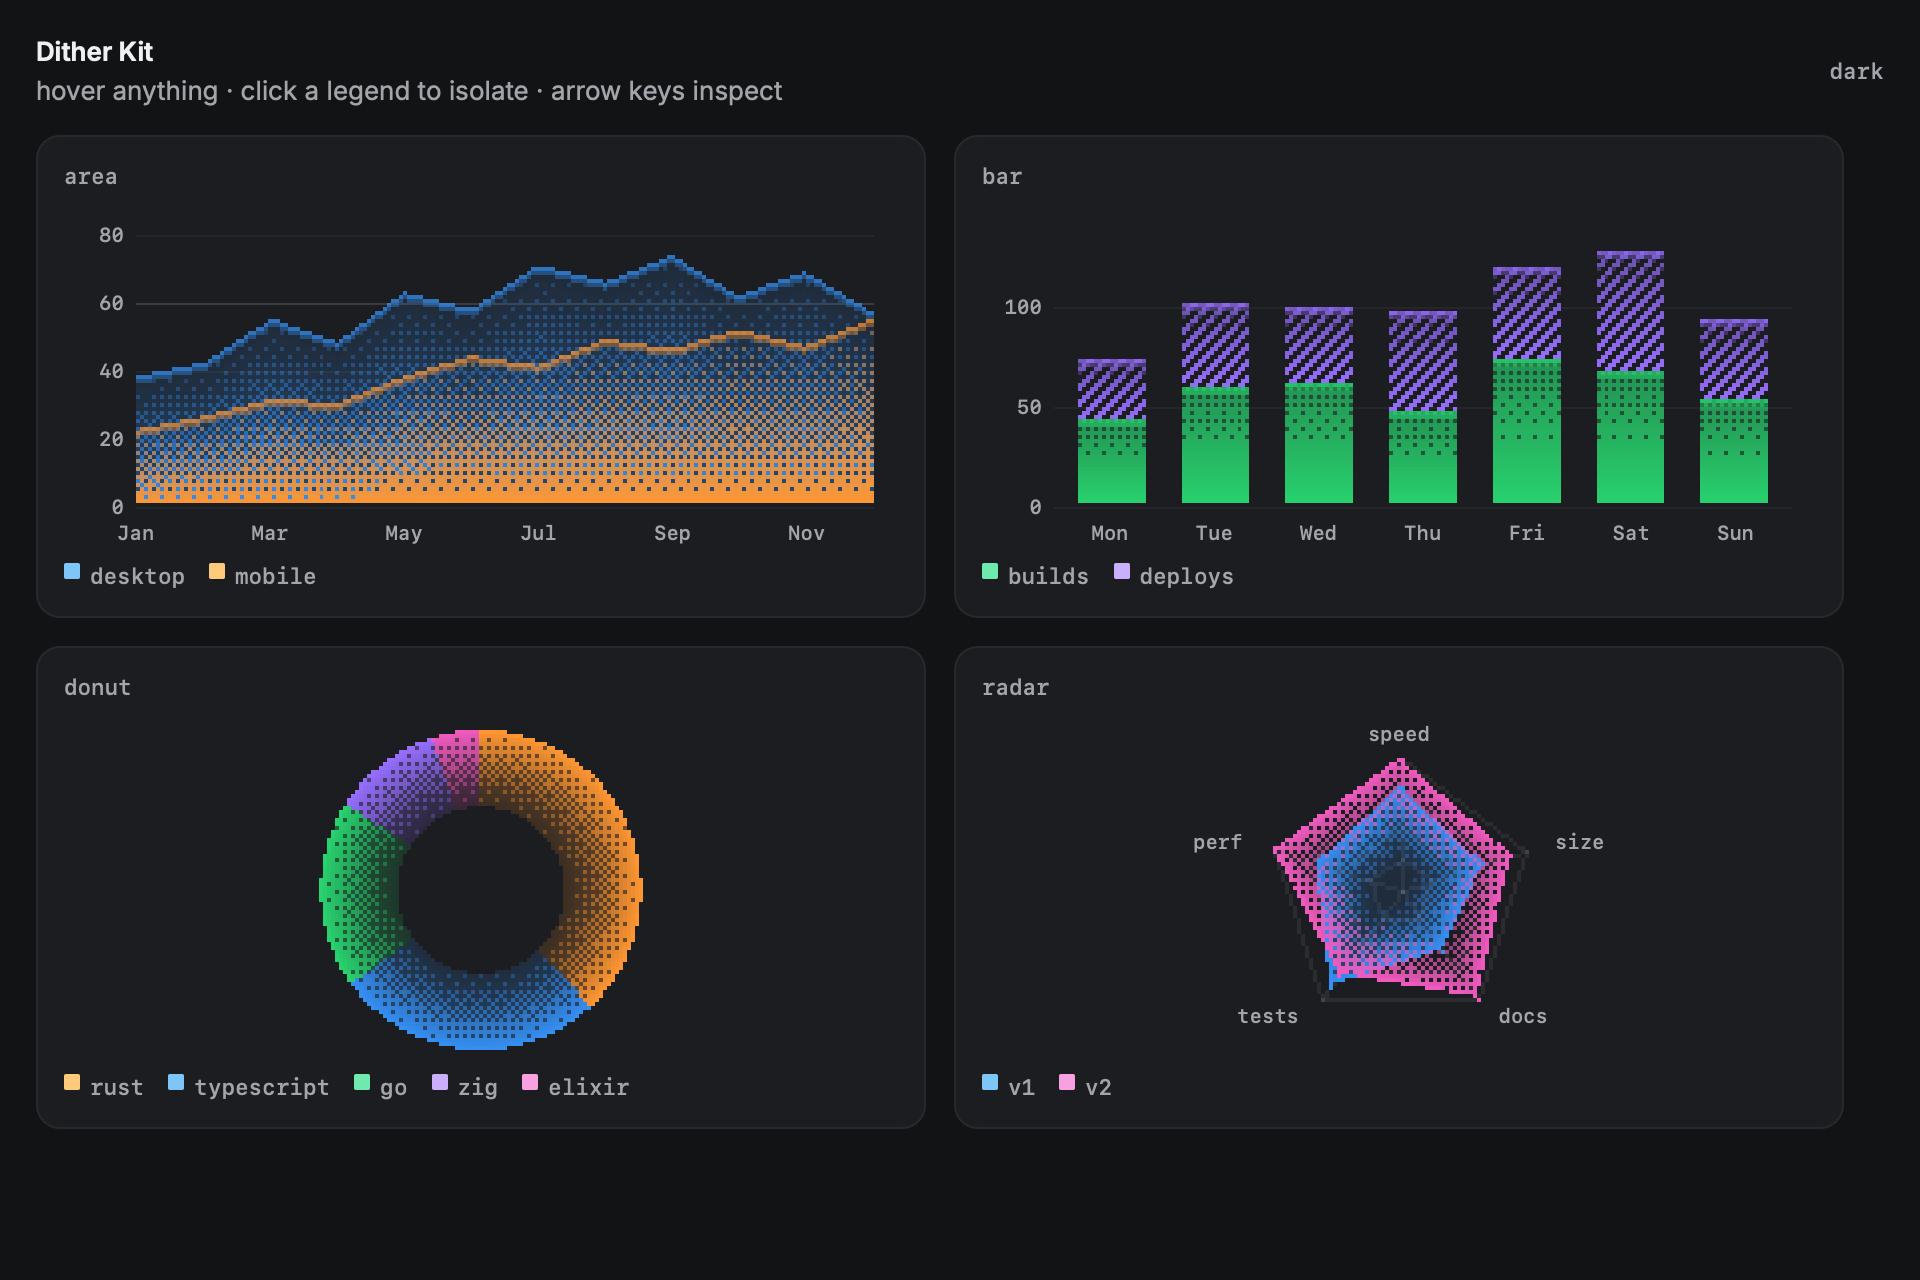 Dither Kit
hover anything · click a legend to isolate · arrow keys inspect
dark
area
80
60
40
20
0
Jan Mar May Jul Sep Nov
desktop mobile
bar
100
50
0
Mon Tue Wed Thu Fri Sat Sun
builds deploys
donut
rust typescript go zig elixir
radar
speed
perf size
tests docs
v1 v2